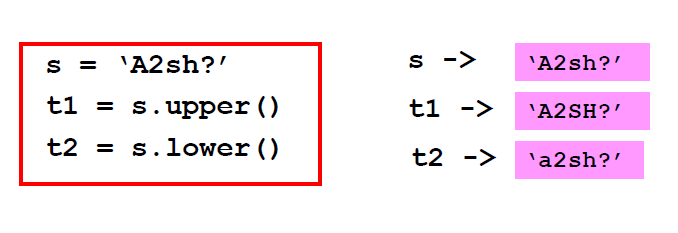 s = ‘A2sh?’
t1 = s.upper()
t2 = s.lower()
s -> ‘A2sh?’
t1 -> ‘A2SH?’
t2 -> ‘a2sh?’